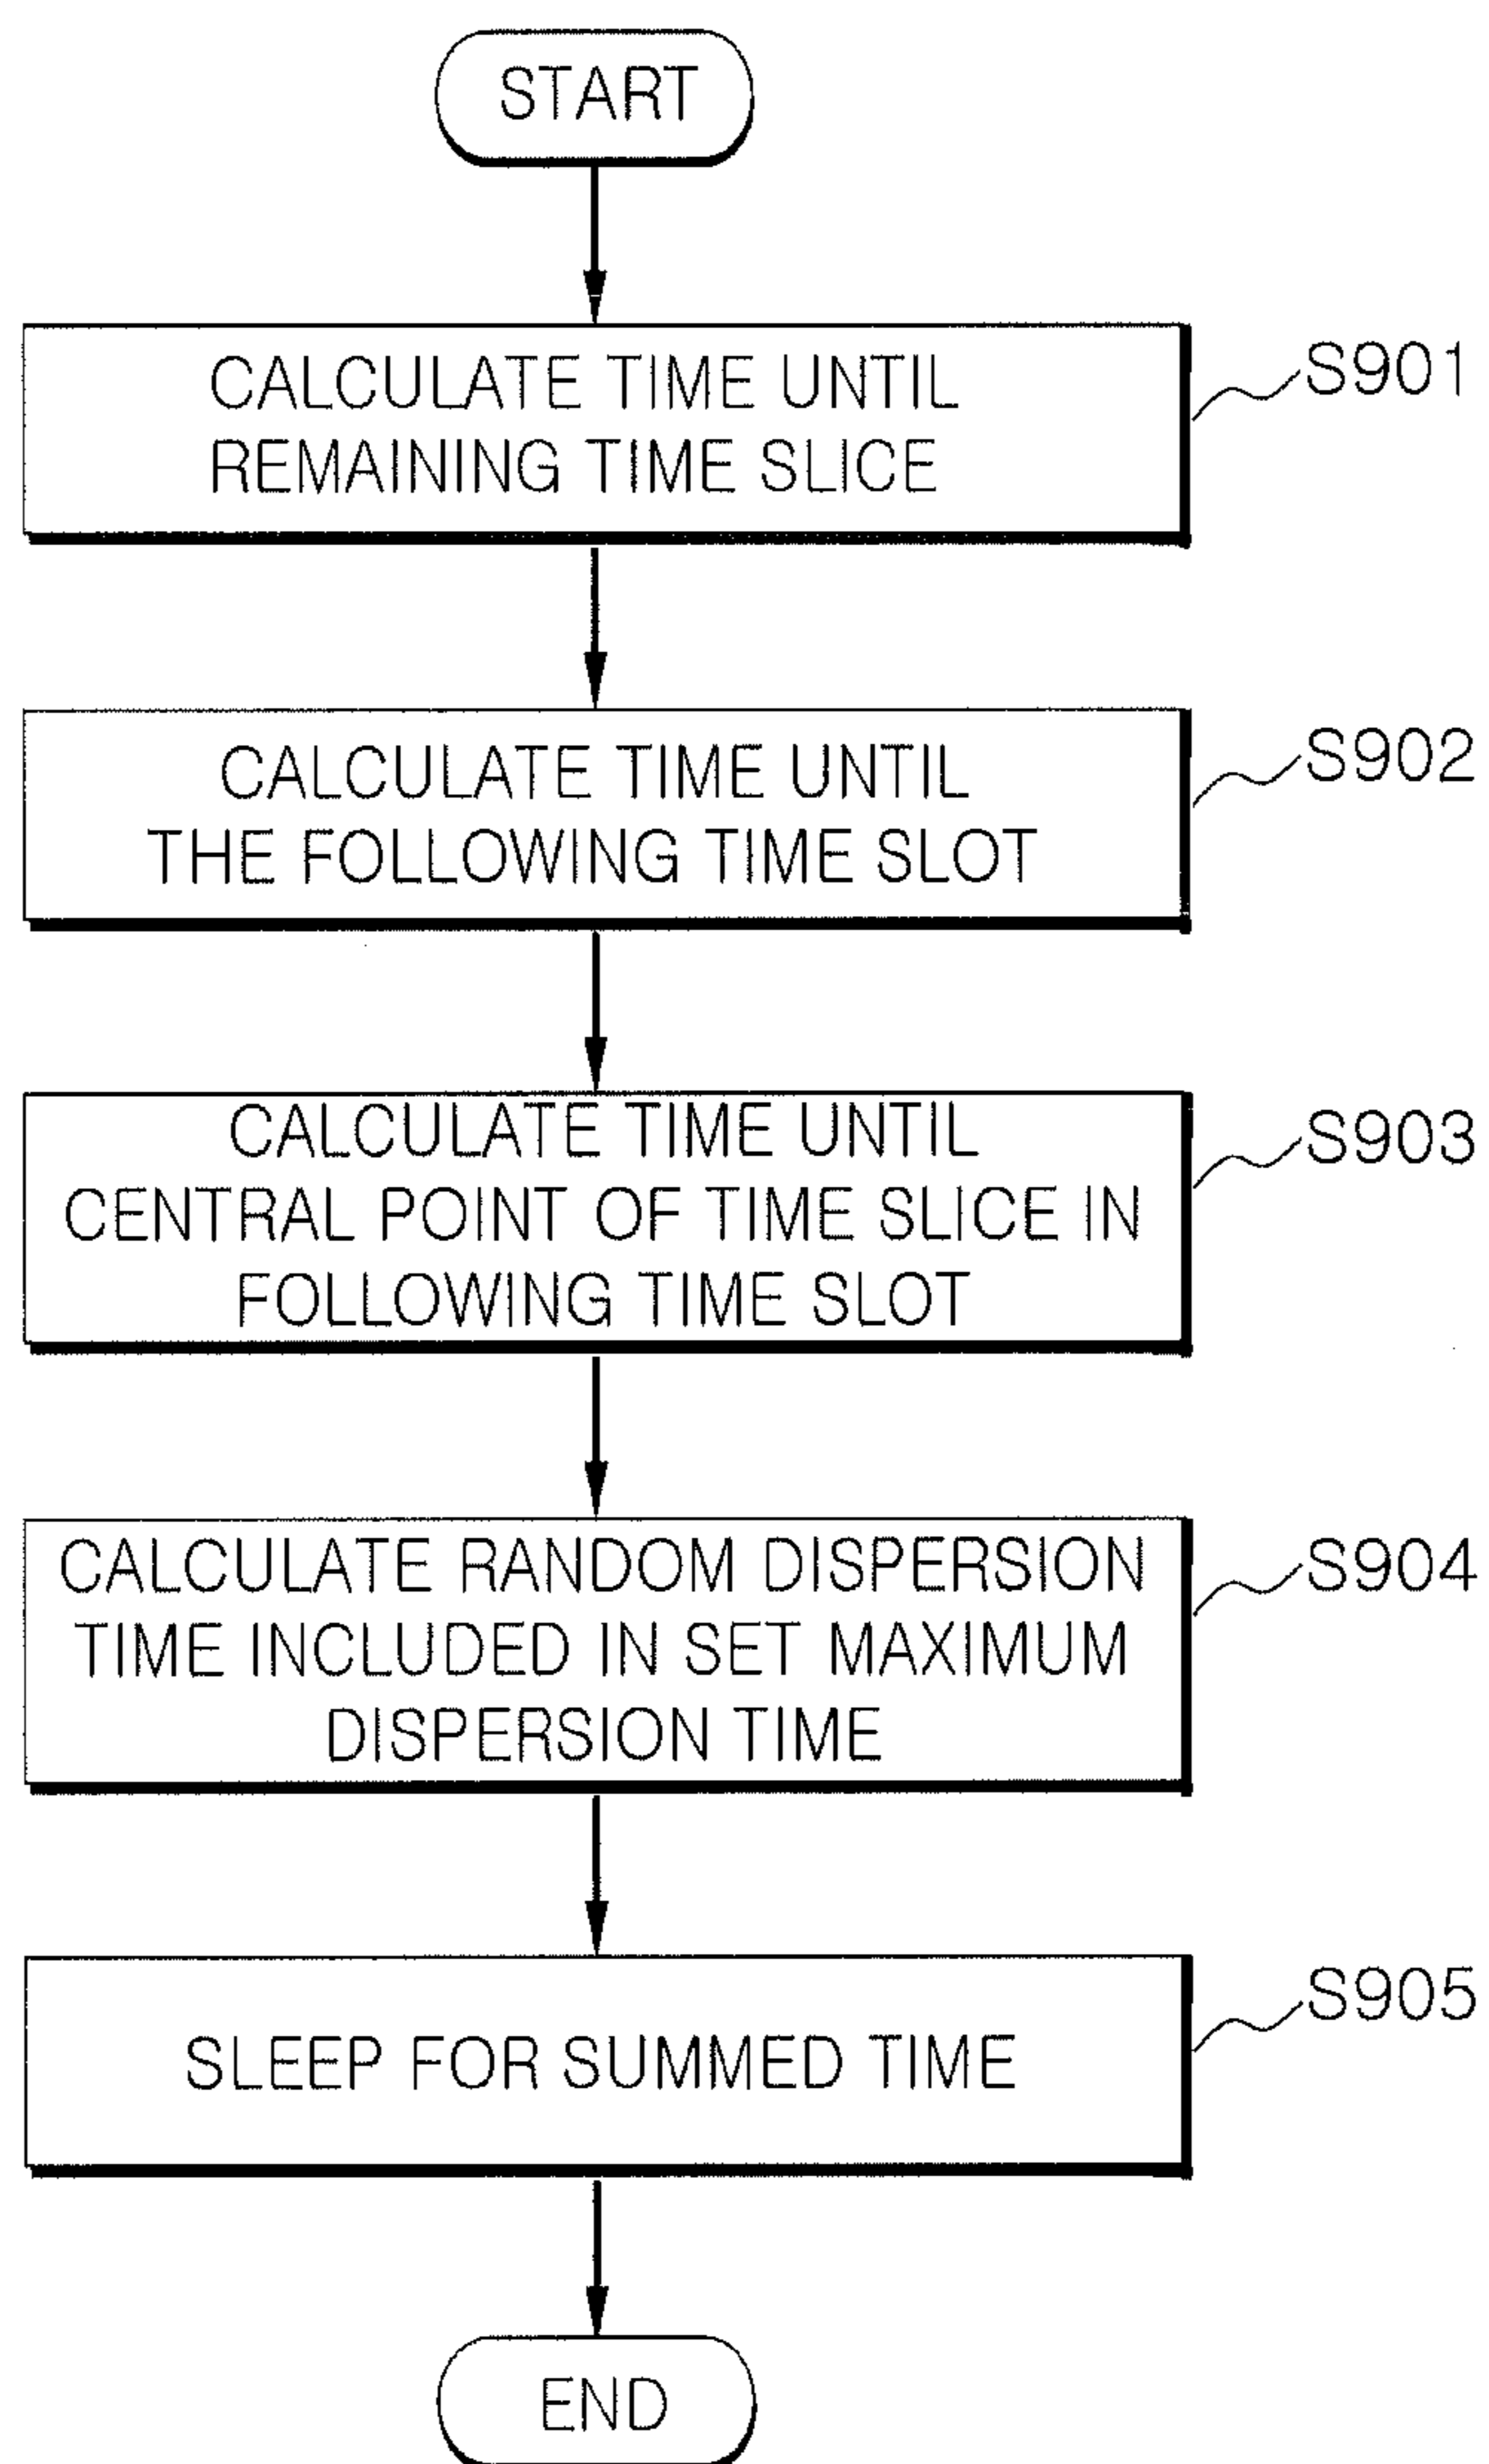 START
CALCULATE TIME UNTIL
REMAINING TIME SLICE
S901
CALCULATE TIME UNTIL
THE FOLLOWING TIME SLOT
S902
CALCULATE TIME UNTIL
CENTRAL POINT OF TIME SLICE IN
FOLLOWING TIME SLOT
S903
CALCULATE RANDOM DISPERSION
TIME INCLUDED IN SET MAXIMUM
DISPERSION TIME
S904
SLEEP FOR SUMMED TIME
S905
END